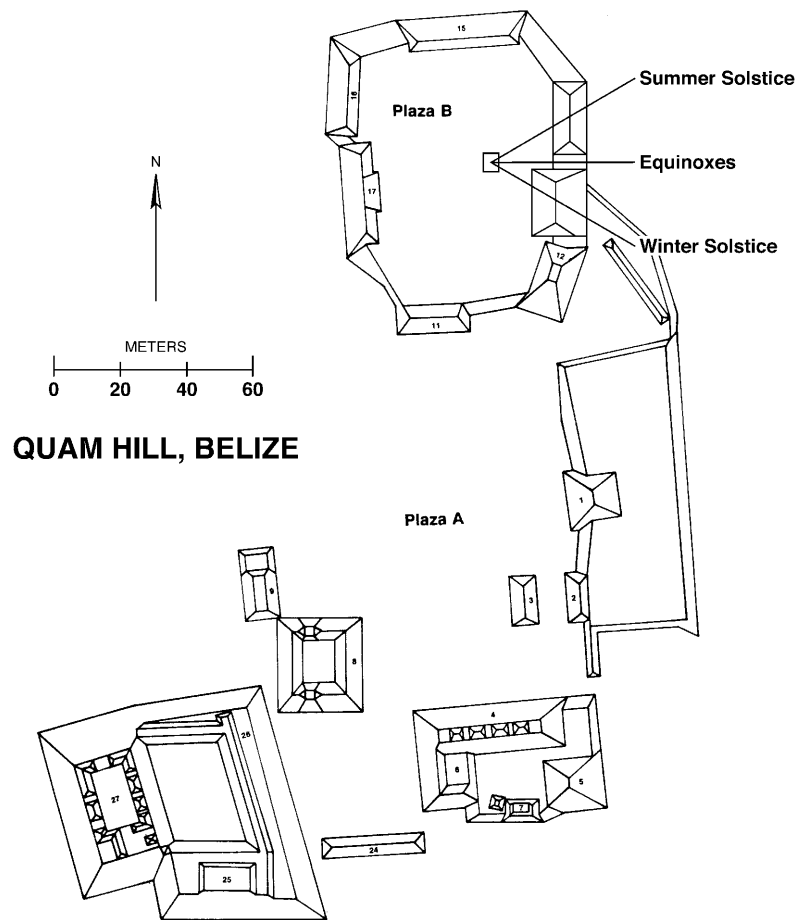 15
Summer Solstice
16
Plaza B
N
Equinoxes
17
Winter Solstice
12
11
METERS
0 20 40 60
QUAM HILL, BELIZE
1
Plaza A
9
3
2
8
4
26
6
5
27
7
24
25